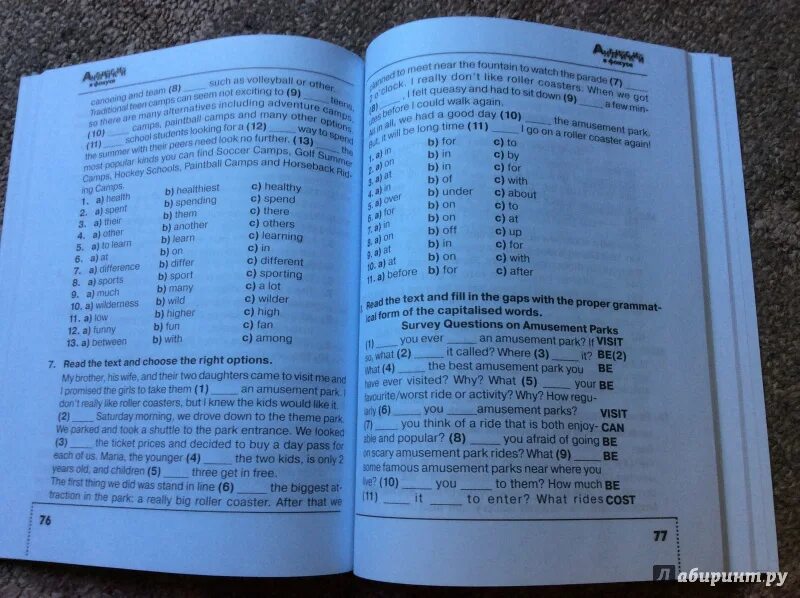 Английский
в фокусе
canoeing and team (8) _____ such as volleyball or other.
Traditional teen camps can seem not exciting to (9) _____ teens,
so there are many alternatives including adventure camps,
(10) _____ camps, paintball camps and many other options.
(11) _____ school students looking for a (12) _____ way to spend
the summer with their peers need look no further. (13) _____ the
most popular kinds you can find Soccer Camps, Golf Summer
Camps, Hockey Schools, Paintball Camps and Horseback Rid-
ing Camps.
1. a) health b) healthiest c) healthy
2. a) spent b) spending c) spend
3. a) their b) them c) there
4. a) other b) another c) others
5. a) to learn b) learn c) learning
6. a) at b) on c) in
7. a) difference b) differ c) different
8. a) sports b) sport c) sporting
9. a) much b) many c) a lot
10. a) wilderness b) wild c) wilder
11. a) low b) higher c) high
12. a) funny b) fun c) fan
13. a) between b) with c) among
7. Read the text and choose the right options.
My brother, his wife, and their two daughters came to visit me and
I promised the girls to take them (1) _____ an amusement park. I
don't really like roller coasters, but I knew the kids would like it.
(2) _____ Saturday morning, we drove down to the theme park.
We parked and took a shuttle to the park entrance. We looked
(3) _____ the ticket prices and decided to buy a day pass for
each of us. Maria, the younger (4) _____ the two kids, is only 2
years old, and children (5) _____ three get in free.
The first thing we did was stand in line (6) _____ the biggest at-
traction in the park: a really big roller coaster. After that we
76
Английский
в фокусе
planned to meet near the fountain to watch the parade (7) _____
1 o'clock. I really don't like roller coasters. When we got
(8) _____, I felt queasy and had to sit down (9) _____ a few min-
utes before I could walk again.
All in all, we had a good day (10) _____ the amusement park.
But, it will be long time (11) _____ I go on a roller coaster again!
1. a) in b) for c) to
2. a) on b) in c) by
3. a) at b) in c) for
4. a) in b) of c) with
5. a) over b) under c) about
6. a) for b) on c) to
7. a) in b) on c) at
8. a) on b) off c) up
9. a) at b) in c) for
10. a) at b) on c) with
11. a) before b) for c) after
Read the text and fill in the gaps with the proper grammat-
ical form of the capitalised words.
Survey Questions on Amusement Parks
(1) _____ you ever _____ an amusement park? If VISIT
so, what (2) _____ it called? Where (3) _____ it? BE(2)
What (4) _____ the best amusement park you BE
have ever visited? Why? What (5) _____ your BE
favourite/worst ride or activity? Why? How regu-
larly (6) _____ you _____ amusement parks? VISIT
(7) _____ you think of a ride that is both enjoy- CAN
able and popular? (8) _____ you afraid of going BE
on scary amusement park rides? What (9) _____ BE
some famous amusement parks near where you
live? (10) _____ you _____ to them? How much BE
(11) _____ it _____ to enter? What rides COST
77
Лабиринт.ру